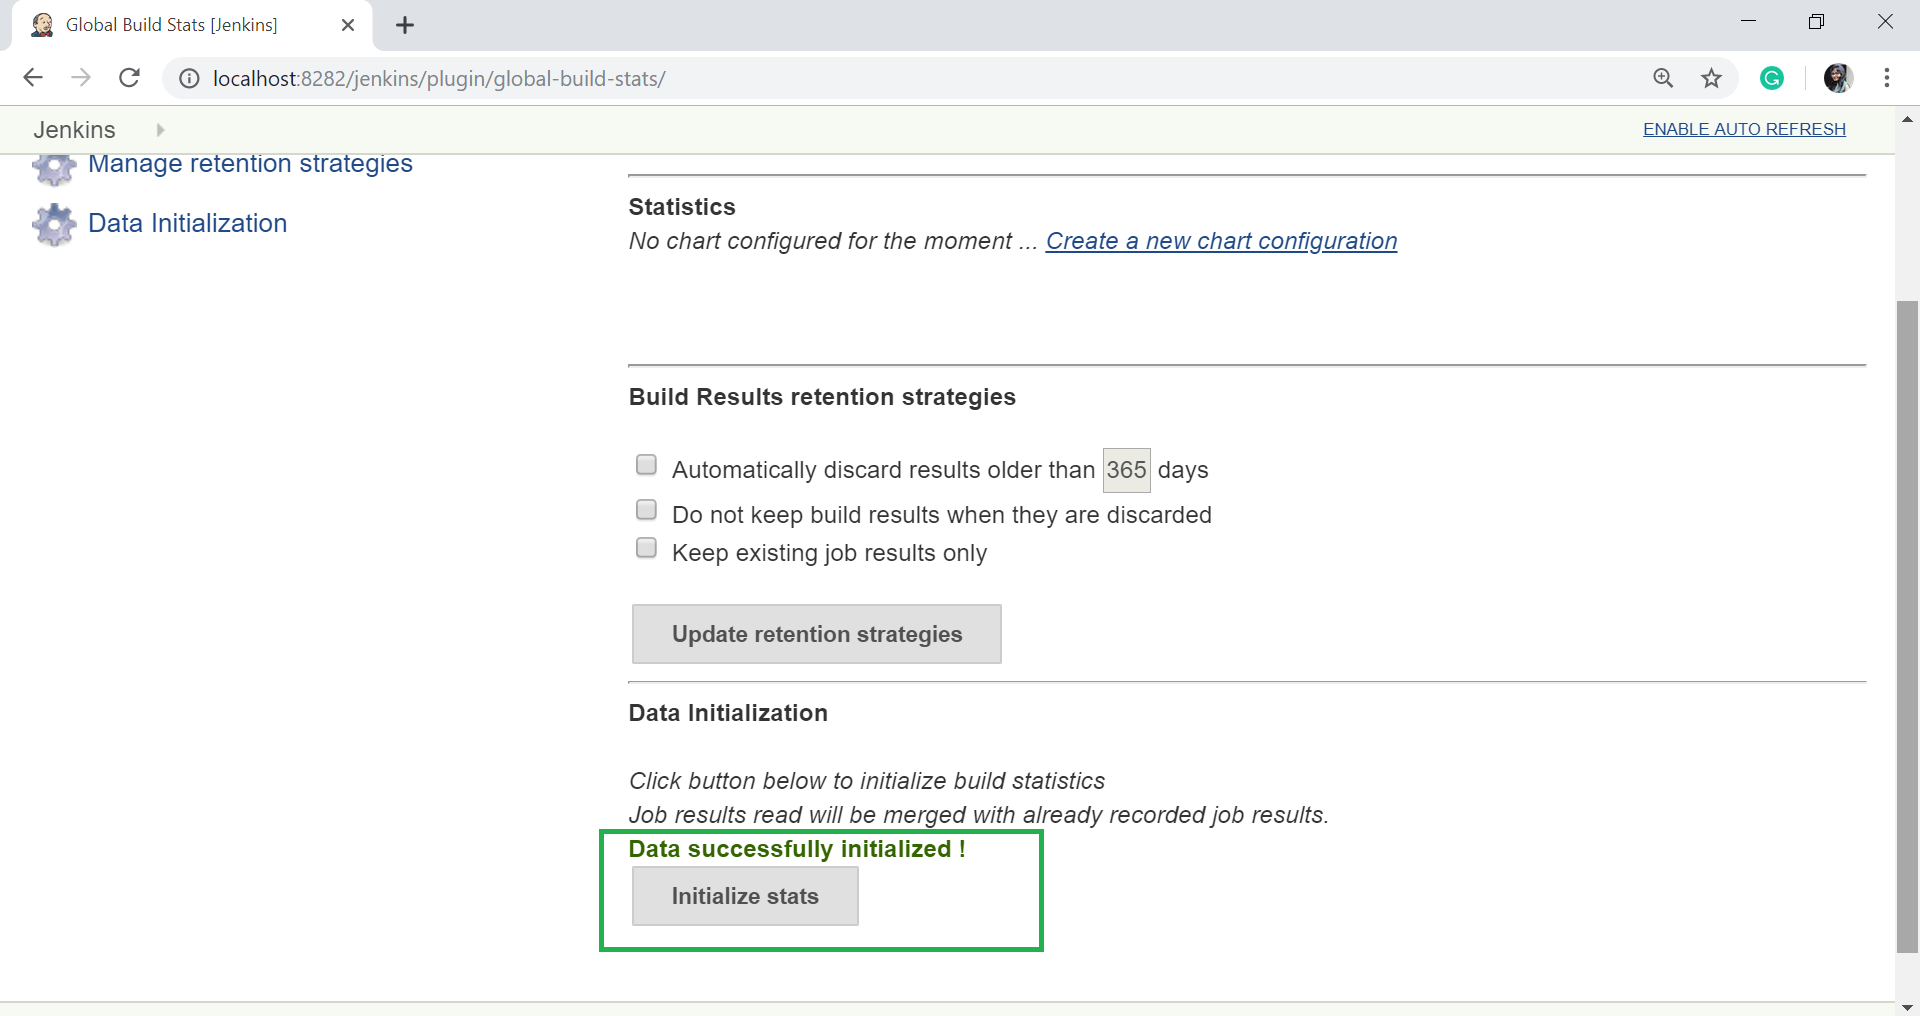 Global Build Stats [Jenkins]
localhost:8282/jenkins/plugin/global-build-stats/
Jenkins
ENABLE AUTO REFRESH
Manage retention strategies
Data Initialization
Statistics
No chart configured for the moment ... Create a new chart configuration
Build Results retention strategies
Automatically discard results older than 365 days
Do not keep build results when they are discarded
Keep existing job results only
Update retention strategies
Data Initialization
Click button below to initialize build statistics
Job results read will be merged with already recorded job results.
Data successfully initialized !
Initialize stats